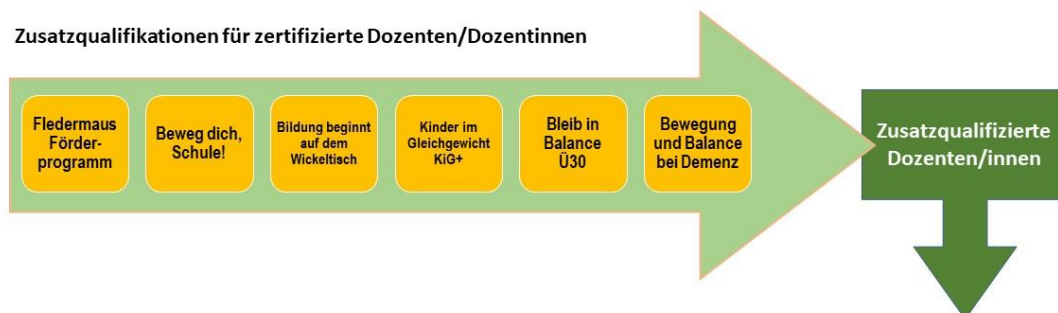 Zusatzqualifikationen für zertifizierte Dozenten/Dozentinnen
Fledermaus
Förder-
programm
Beweg dich,
Schule!
Bildung beginnt
auf dem
Wickeltisch
Kinder im
Gleichgewicht
KiG+
Bleib in
Balance
Ü30
Bewegung
und Balance
bei Demenz
Zusatzqualifizierte
Dozenten/innen